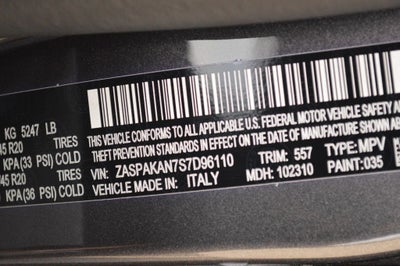 KG 5247 LB
45 R20 TIRES
KPA(33 PSI) COLD
45 R20 TIRES
KPA(36 PSI) COLD
THIS VEHICLE CONFORMS TO ALL APPLICABLE U.S. FEDERAL MOTOR VEHICLE SAFETY
THEFT PREVENTION STANDARDS IN EFFECT ON THE DATE OF MANUFACTURE SHOWN ABOV
VIN: ZASPAKAN7S7D96110 TRIM: 557 TYPE: MPV
VEHICLE MADE IN: ITALY MDH: 102310 PAINT: 035